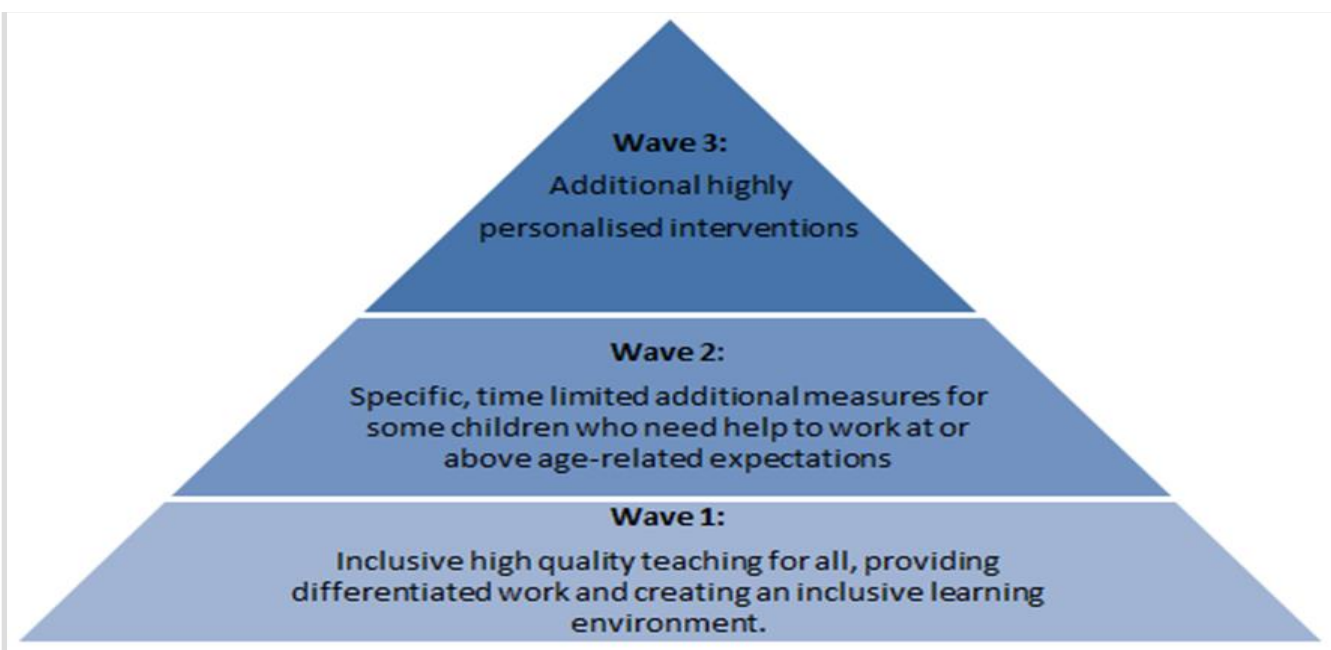 Wave 3:
Additional highly
personalised interventions
Wave 2:
Specific, time limited additional measures for
some children who need help to work at or
above age-related expectations
Wave 1:
Inclusive high quality teaching for all, providing
differentiated work and creating an inclusive learning
environment.